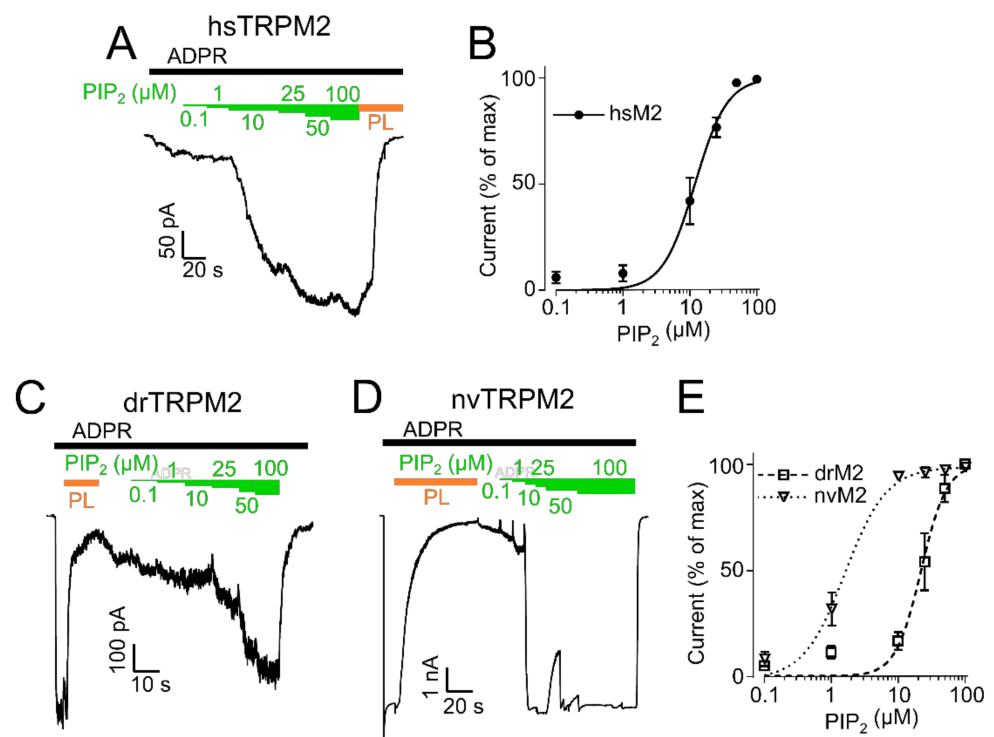 A
hsTRPM2
ADPR
PIP2 (µM)
1
25
100
0.1
10
50
PL
50 pA
20 s
B
100
50
0
Current (% of max)
hsM2
0.1
1
10
100
PIP2 (µM)
C
drTRPM2
ADPR
PIP2 (µM)
ADPR
1
25
100
PL
0.1
10
50
100 pA
10 s
D
nvTRPM2
ADPR
PIP2 (µM)
ADPR
1
25
100
PL
0.1
10
50
1 nA
20 s
E
100
50
0
Current (% of max)
drM2
nvM2
0.1
1
10
100
PIP2 (µM)